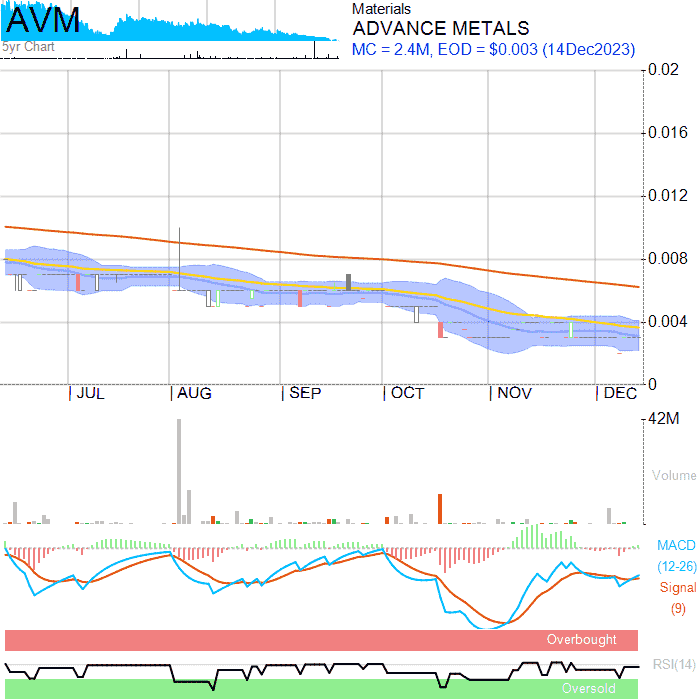 AVM
5yr Chart
Materials
ADVANCE METALS
MC = 2.4M, EOD = $0.003 (14Dec2023)
0.02
0.016
0.012
0.008
0.004
0
JUL
AUG
SEP
OCT
NOV
DEC
42M
Volume
MACD
(12-26)
Signal
(9)
Overbought
RSI(14)
Oversold